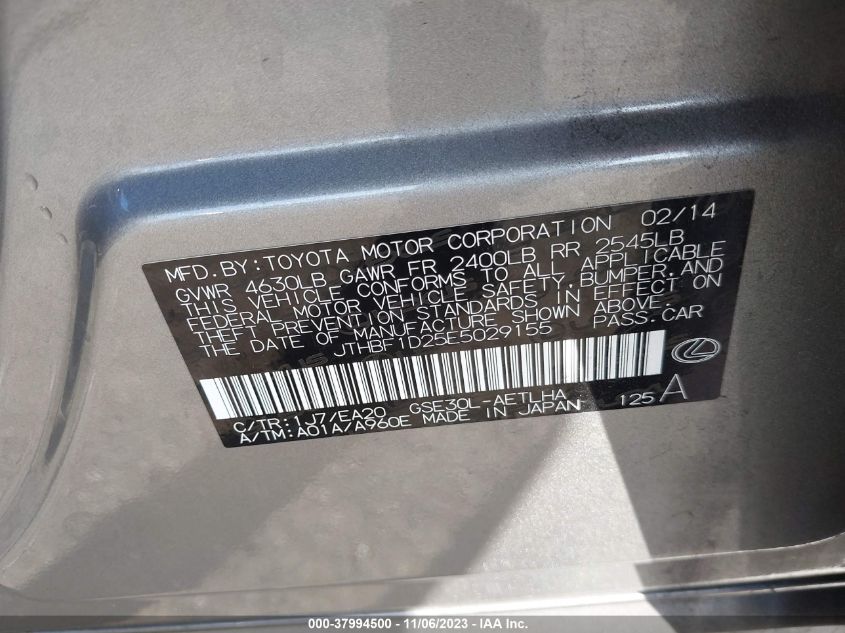 MFD.BY:TOYOTA MOTOR CORPORATION 02/14
GVWR 4630LB GAWR FR 2400LB RR 2545LB
THIS VEHICLE CONFORMS TO ALL APPLICABLE
FEDERAL MOTOR VEHICLE SAFETY,BUMPER,AND
THEFT PREVENTION STANDARDS IN EFFECT ON
THE DATE OF MANUFACTURE SHOWN ABOVE.
JTHBF1D25E5029155 PASS.CAR
C/TR:1J7/EA20 GSE30L-AETLHA 125 A
A/TM:A01A/A960E MADE IN JAPAN
000-37994500 - 11/06/2023 - © IAA Inc.